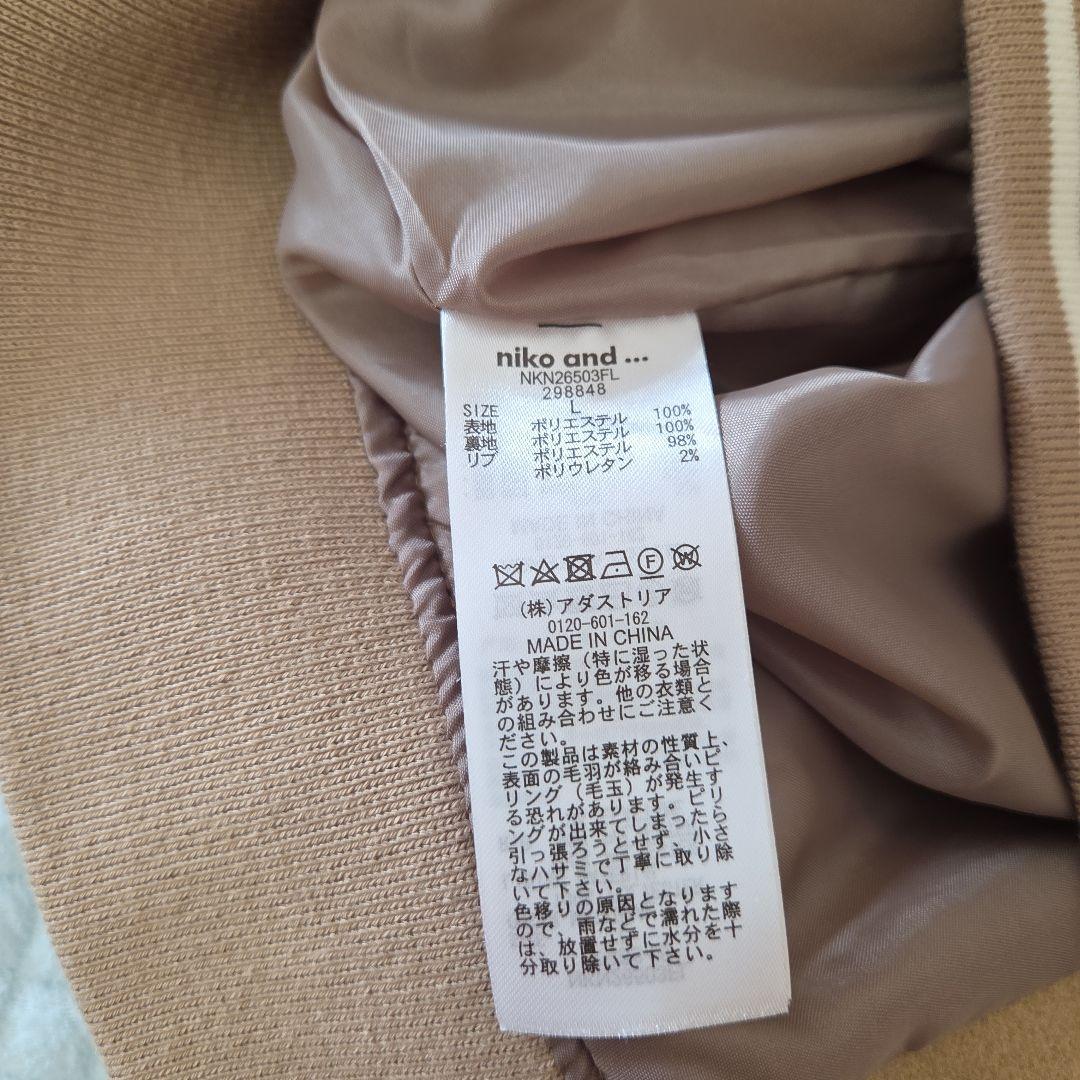 niko and ...
NKN26503FL
298848
SIZE L
表地 ポリエステル 100%
裏地 ポリエステル 100%
リブ ポリエステル 98%
ポリウレタン 2%
F W
(株)アダストリア
0120-601-162
MADE IN CHINA
汗や摩擦(特に湿った状
態)により色が移る場合
があります。他の衣類と
の組み合わせにご注意く
ださい。
この製品は素材の性質上、
表面の毛羽が絡み合いピ
リング(毛玉)が発生す
る恐れがあります。ピリ
ングが出来ましたら
引っ張ろうとせず、小さ
ないハサミで丁寧に取り除
いて下さい。
色移りの原因となります
ので、雨などで濡れた際
は、放置せずに水分を十
分取り除いて下さい。